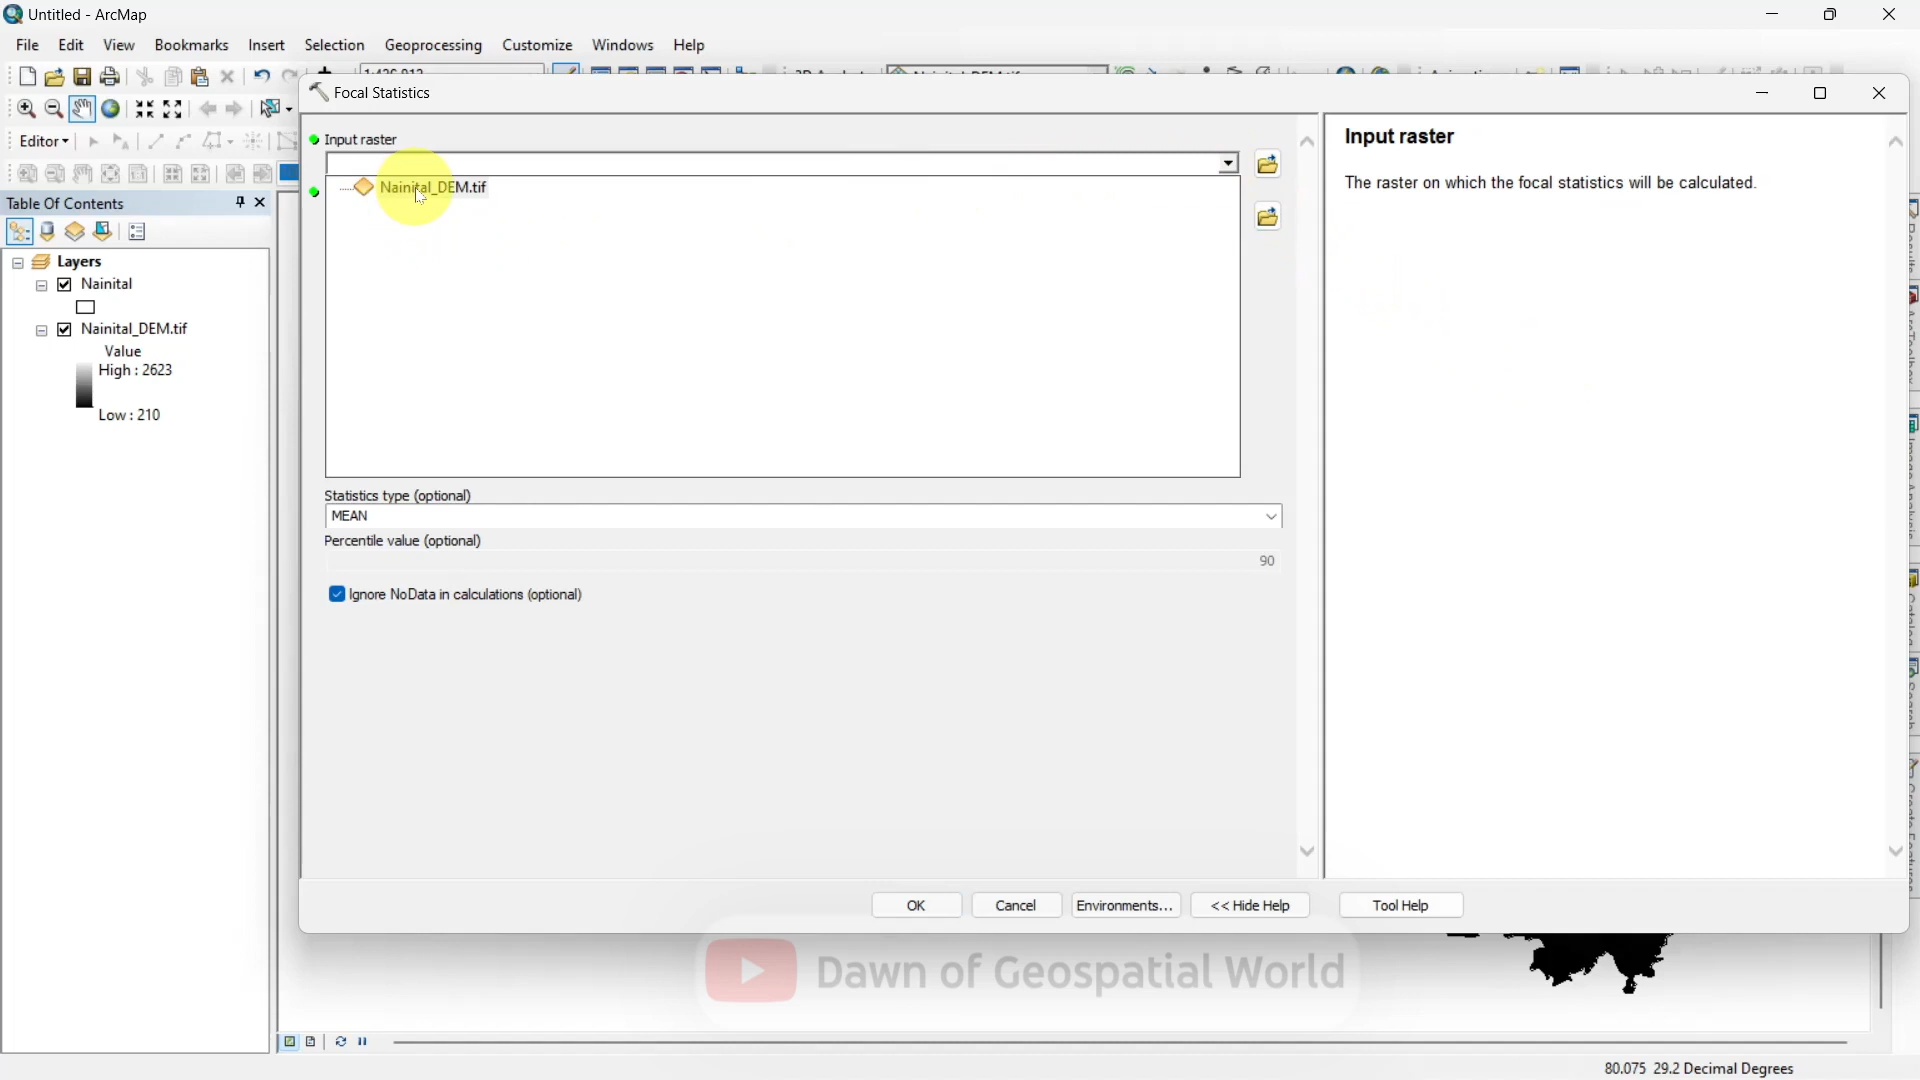 Untitled - ArcMap
File Edit View Bookmarks Insert Selection Geoprocessing Customize Windows Help
Focal Statistics
Editor
Input raster
Nainital_DEM.tif
Table Of Contents
Layers
Nainital
Nainital_DEM.tif
Value
High : 2623
Low : 210
Statistics type (optional)
MEAN
Percentile value (optional)
90
Ignore NoData in calculations (optional)
OK Cancel Environments... << Hide Help Tool Help
Input raster
The raster on which the focal statistics will be calculated.
Dawn of Geospatial World
80.075 29.2 Decimal Degrees